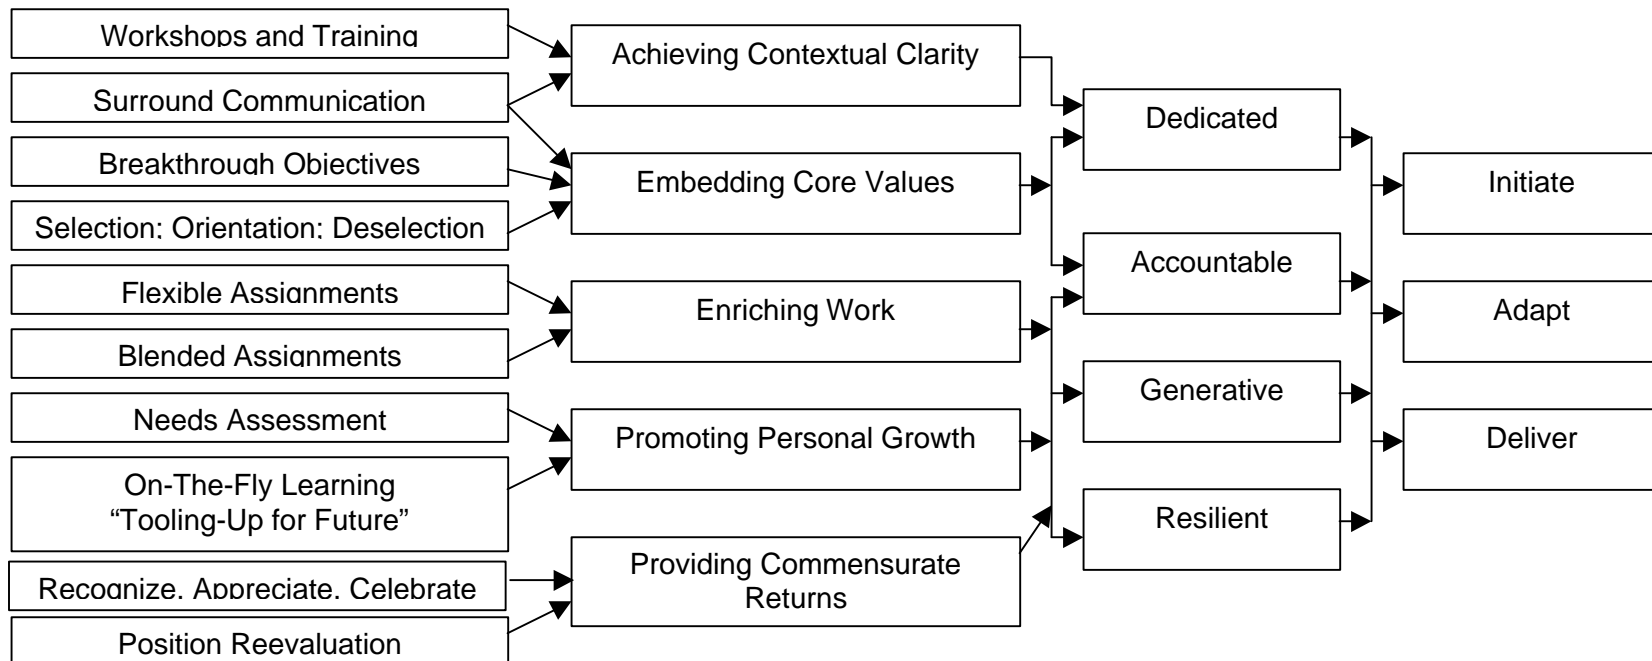 Workshops and Training
Surround Communication
Breakthrough Objectives
Selection; Orientation; Deselection
Flexible Assignments
Blended Assignments
Needs Assessment
On-The-Fly Learning
“Tooling-Up for Future”
Recognize, Appreciate, Celebrate
Position Reevaluation
Achieving Contextual Clarity
Embedding Core Values
Enriching Work
Promoting Personal Growth
Providing Commensurate
Returns
Dedicated
Accountable
Generative
Resilient
Initiate
Adapt
Deliver